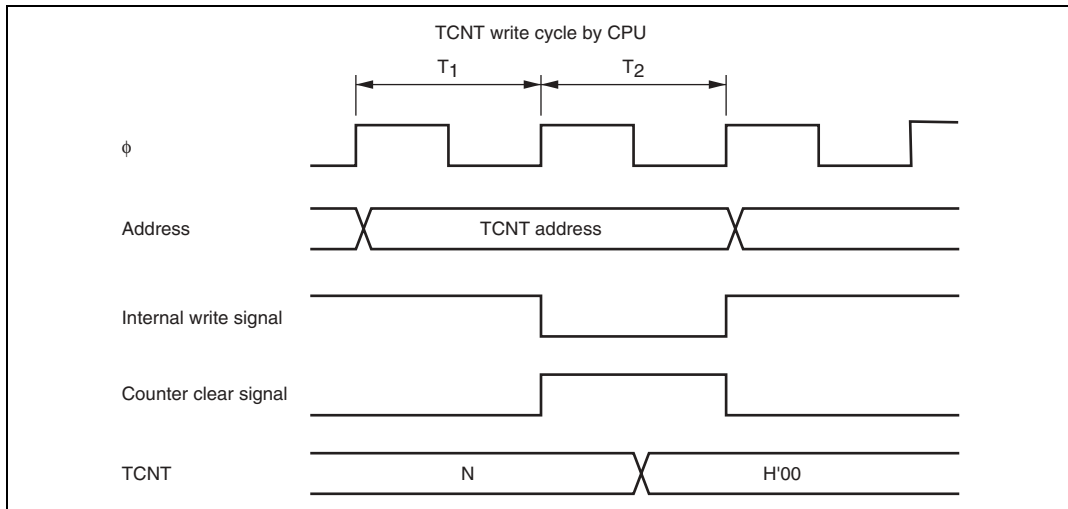 TCNT write cycle by CPU
T1 T2
ϕ
Address TCNT address
Internal write signal
Counter clear signal
TCNT N H'00